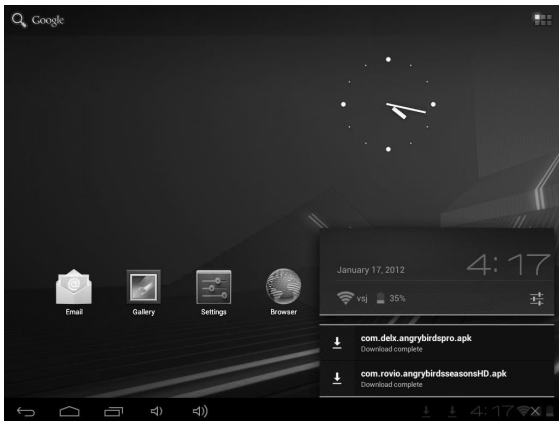 Google
January 17, 2012
4:17
vsj 35%
Email
Gallery
Settings
Browser
com.delx.angrybirdspro.apk
Download complete
com.rovio.angrybirdsseasonsHD.apk
Download complete
4:17